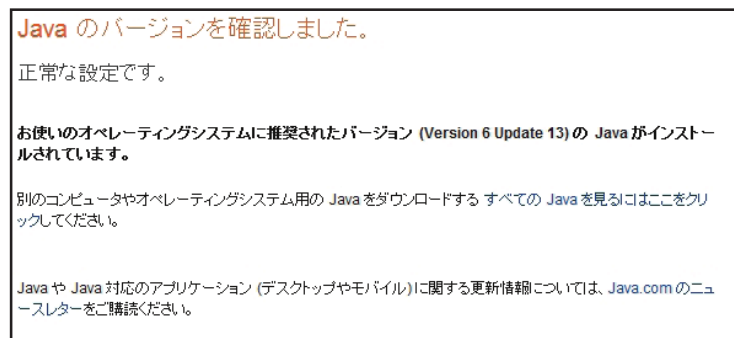 Java のバージョンを確認しました。
正常な設定です。
お使いのオペレーティングシステムに推奨されたバージョン (Version 6 Update 13) の Java がインストー
ルされています。
別のコンピュータやオペレーティングシステム用の Java をダウンロードする すべての Java を見るにはここをクリ
ックしてください。
Java や Java 対応のアプリケーション (デスクトップやモバイル)に関する更新情報については、Java.com のニュ
ースレターをご購読ください。